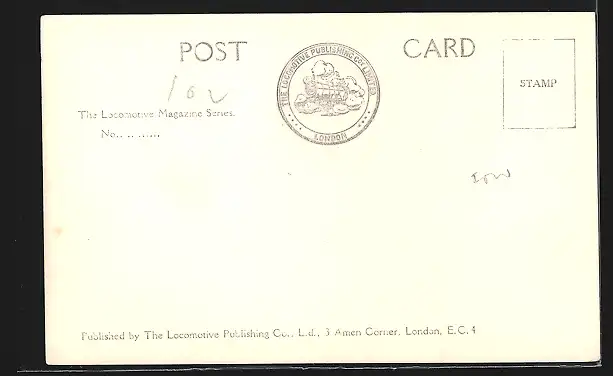 POST CARD
THE LOCOMOTIVE PUBLISHING CO. LIMITED
LONDON
STAMP
The Locomotive Magazine Series.
No.. .. ......
Published by The Locomotive Publishing Co., Ltd., 3 Amen Corner, London, E.C. 4